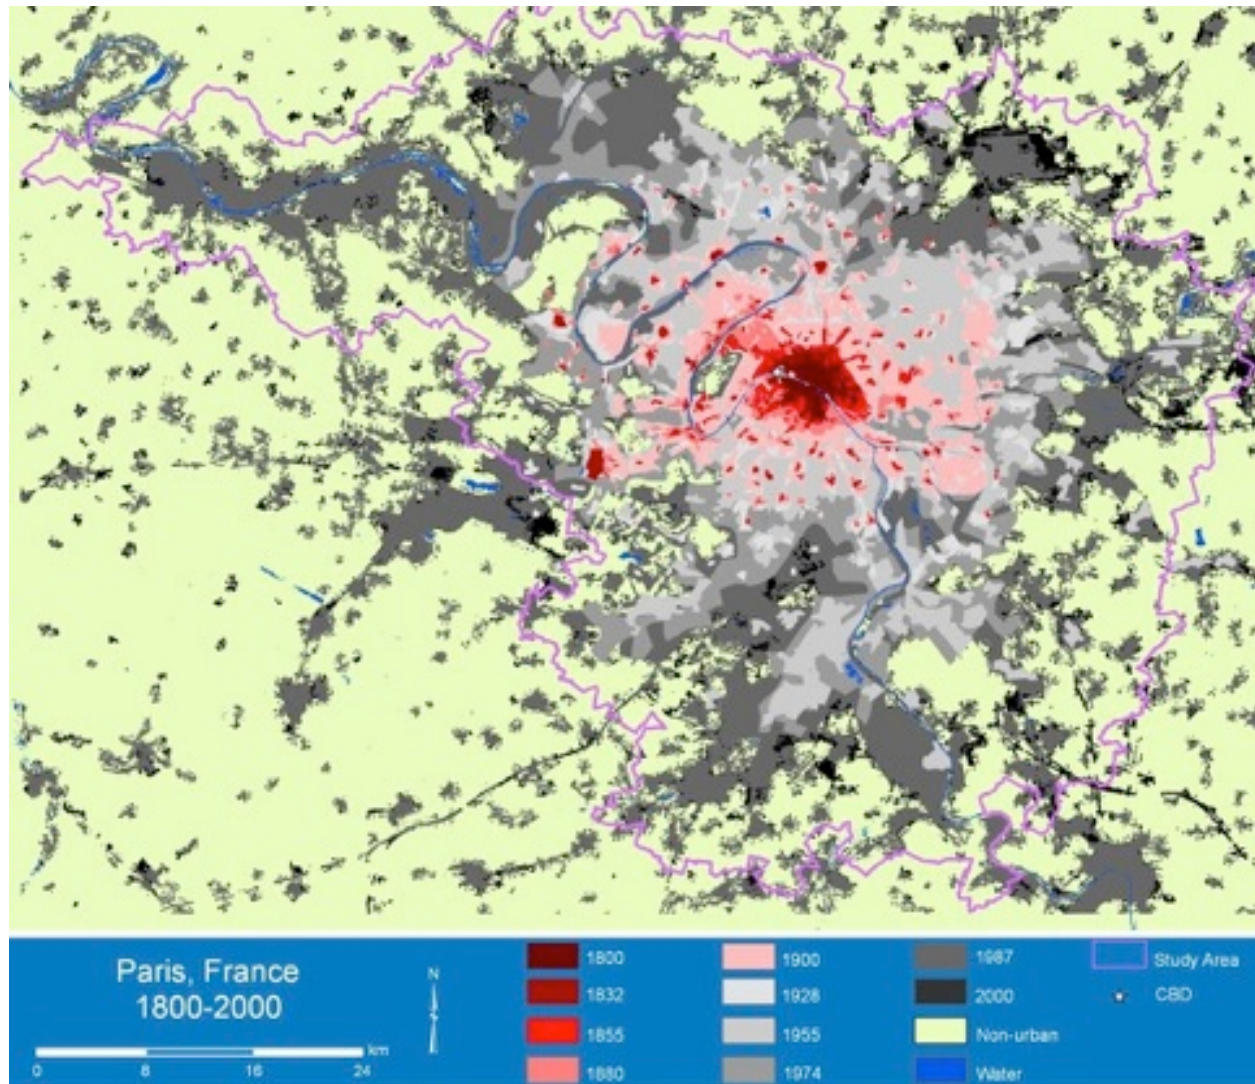 Paris, France
1800-2000
N
km
0 8 16 24
1800
1832
1855
1880
1900
1928
1955
1974
1987
2000
Non-urban
Water
Study Area
CBD